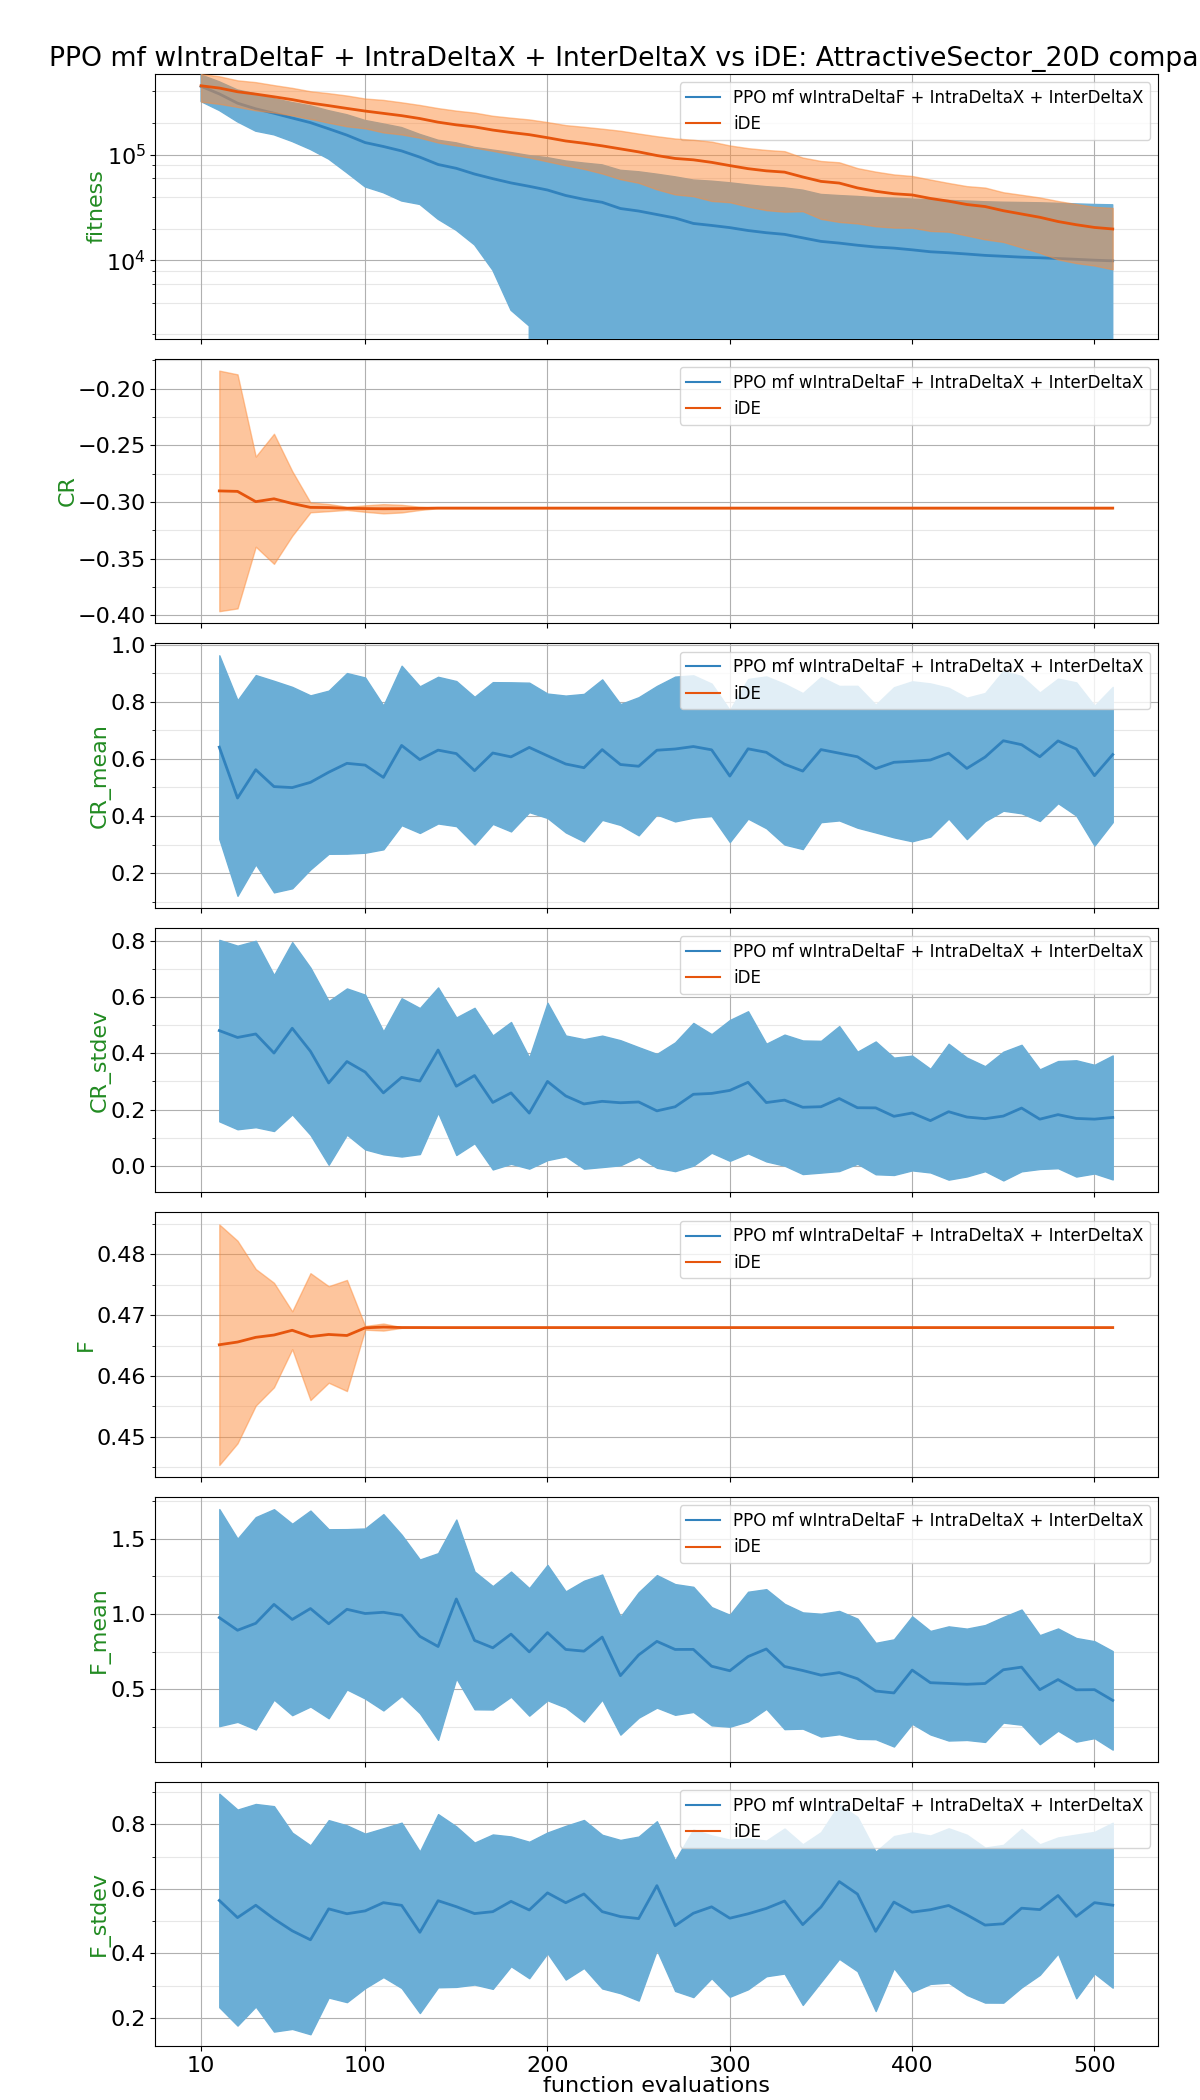 PPO mf wIntraDeltaF + IntraDeltaX + InterDeltaX vs iDE: AttractiveSector_20D compa
PPO mf wIntraDeltaF + IntraDeltaX + InterDeltaX
iDE
10^5
10^4
fitness
PPO mf wIntraDeltaF + IntraDeltaX + InterDeltaX
iDE
−0.20
−0.25
−0.30
−0.35
−0.40
CR
PPO mf wIntraDeltaF + IntraDeltaX + InterDeltaX
iDE
1.0
0.8
0.6
0.4
0.2
CR_mean
PPO mf wIntraDeltaF + IntraDeltaX + InterDeltaX
iDE
0.8
0.6
0.4
0.2
0.0
CR_stdev
PPO mf wIntraDeltaF + IntraDeltaX + InterDeltaX
iDE
0.48
0.47
0.46
0.45
F
PPO mf wIntraDeltaF + IntraDeltaX + InterDeltaX
iDE
1.5
1.0
0.5
F_mean
PPO mf wIntraDeltaF + IntraDeltaX + InterDeltaX
iDE
0.8
0.6
0.4
0.2
F_stdev
10 100 200 300 400 500
function evaluations